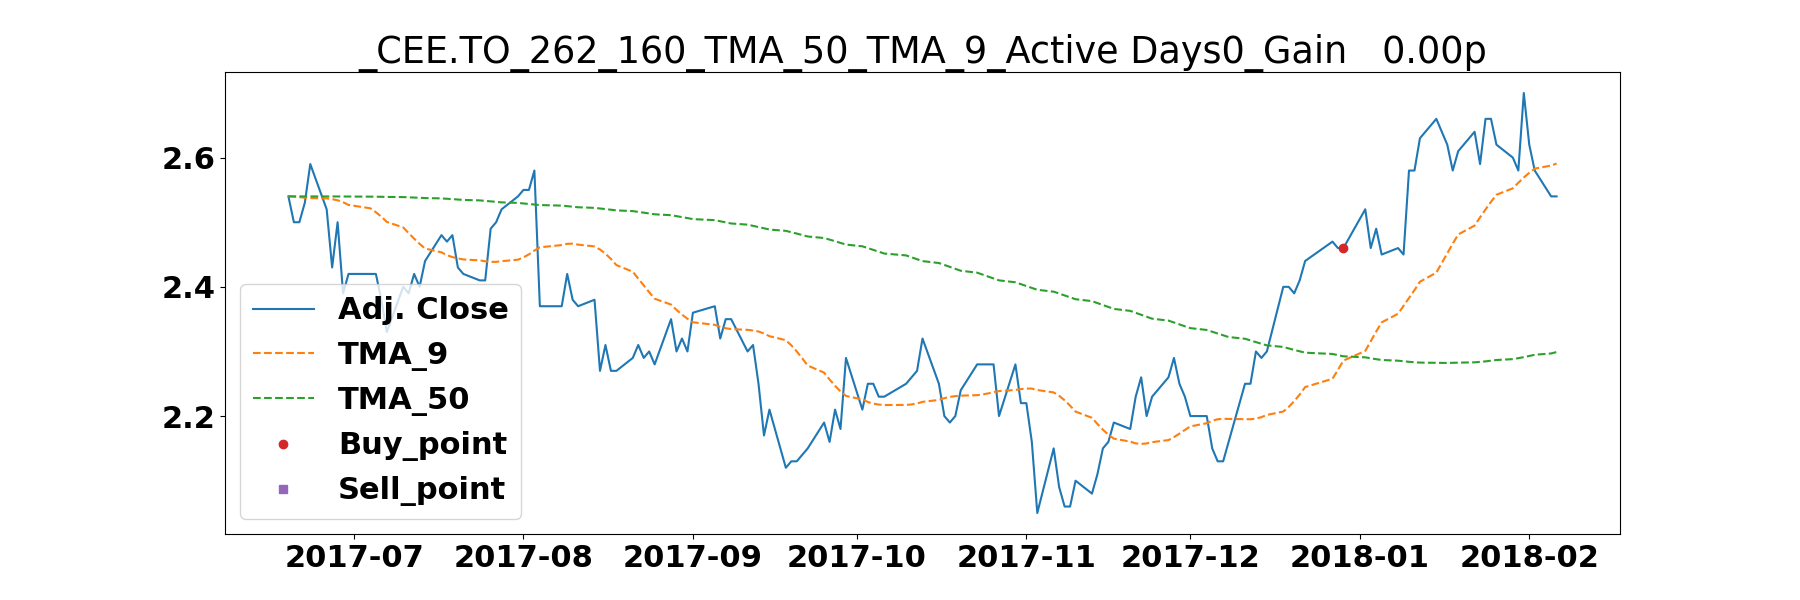 _CEE.TO_262_160_TMA_50_TMA_9_Active Days0_Gain   0.00p
2.6
2.4
2.2
Adj. Close
TMA_9
TMA_50
Buy_point
Sell_point
2017-07 2017-08 2017-09 2017-10 2017-11 2017-12 2018-01 2018-02